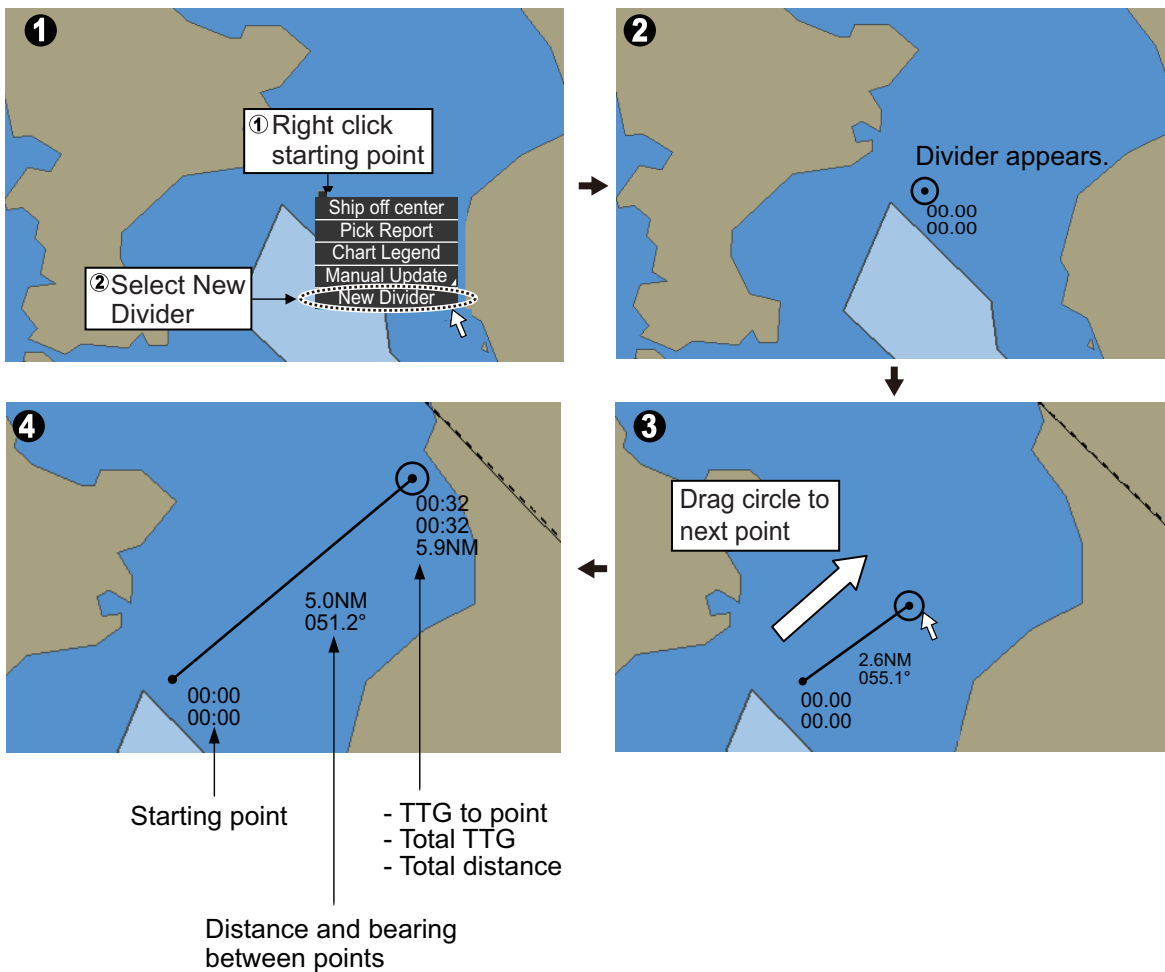 1
① Right click
starting point
Ship off center
Pick Report
Chart Legend
Manual Update
New Divider
② Select New
Divider
2
Divider appears.
00.00
00.00
3
Drag circle to
next point
2.6NM
055.1°
00.00
00.00
4
00:32
00:32
5.9NM
5.0NM
051.2°
00:00
00:00
Starting point
- TTG to point
- Total TTG
- Total distance
Distance and bearing
between points